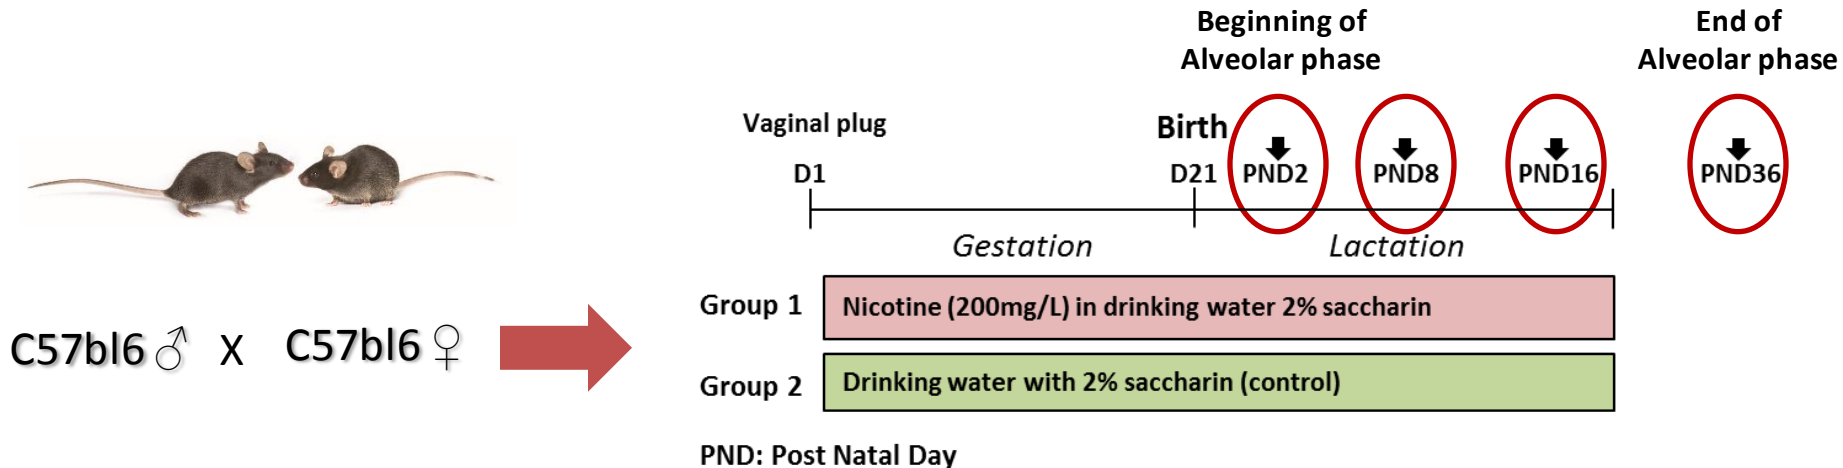 Beginning of
Alveolar phase
End of
Alveolar phase
Vaginal plug
Birth
D1
D21
PND2
PND8
PND16
PND36
Gestation
Lactation
Group 1
Nicotine (200mg/L) in drinking water 2% saccharin
C57bl6 ♂ X C57bl6 ♀
Group 2
Drinking water with 2% saccharin (control)
PND: Post Natal Day